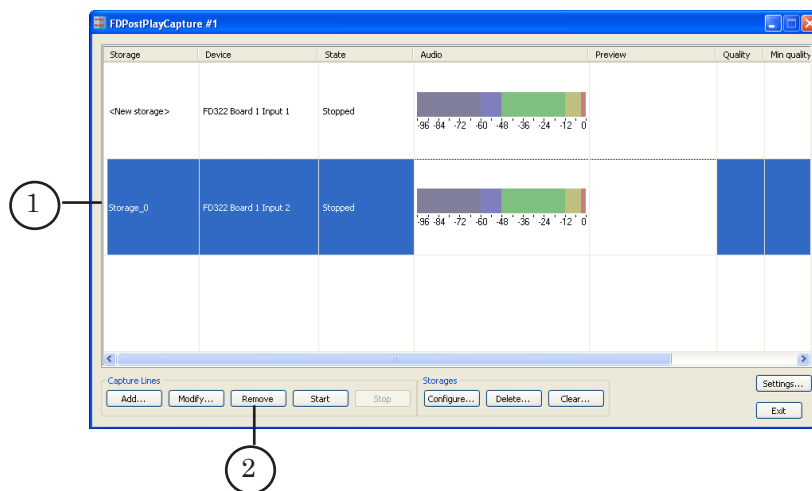 FDPostPlayCapture #1
Storage Device State Audio Preview Quality Min quality
<New storage> FD322 Board 1 Input 1 Stopped
-96 -84 -72 -60 -48 -36 -24 -12 0
1
Storage_0 FD322 Board 1 Input 2 Stopped
-96 -84 -72 -60 -48 -36 -24 -12 0
Capture Lines Storages
Add... Modify... Remove Start Stop Configure... Delete... Clear... Settings...
Exit
2